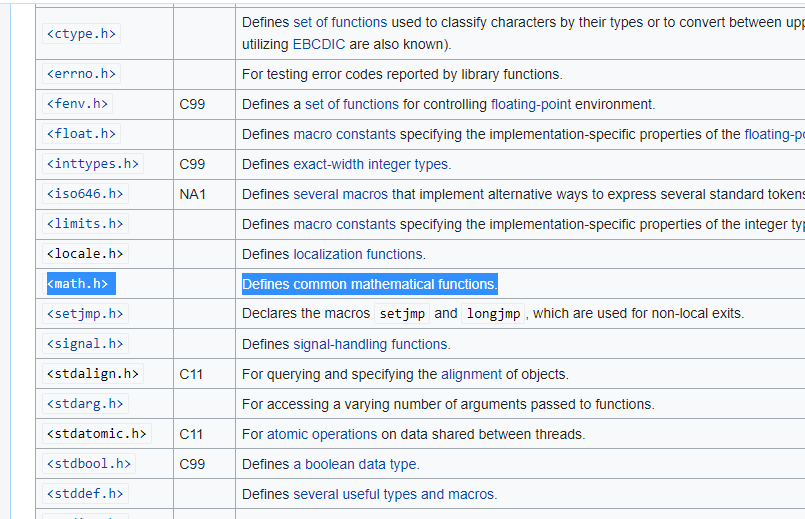 <ctype.h> Defines set of functions used to classify characters by their types or to convert between
utilizing EBCDIC are also known).
<errno.h> For testing error codes reported by library functions.
<fenv.h> C99 Defines a set of functions for controlling floating-point environment.
<float.h> Defines macro constants specifying the implementation-specific properties of the
<inttypes.h> C99 Defines exact-width integer types.
<iso646.h> NA1 Defines several macros that implement alternative ways to express several standard tokens
<limits.h> Defines macro constants specifying the implementation-specific properties of the integer
<locale.h> Defines localization functions.
<math.h> Defines common mathematical functions.
<setjmp.h> Declares the macros setjmp and longjmp, which are used for non-local exits.
<signal.h> Defines signal-handling functions.
<stdalign.h> C11 For querying and specifying the alignment of objects.
<stdarg.h> For accessing a varying number of arguments passed to functions.
<stdatomic.h> C11 For atomic operations on data shared between threads.
<stdbool.h> C99 Defines a boolean data type.
<stddef.h> Defines several useful types and macros.